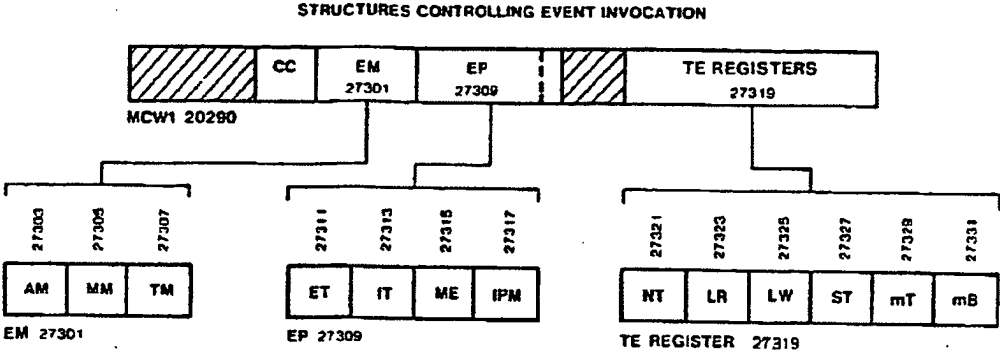 STRUCTURES CONTROLLING EVENT INVOCATION
CC EM EP TE REGISTERS
27301 27309 27319
MCW1 20290
27303 27305 27307 27311 27313 27315 27317 27321 27323 27325 27327 27329 27331
AM MM TM ET IT ME IPM NT LR LW ST mT mB
EM 27301 EP 27309 TE REGISTER 27319